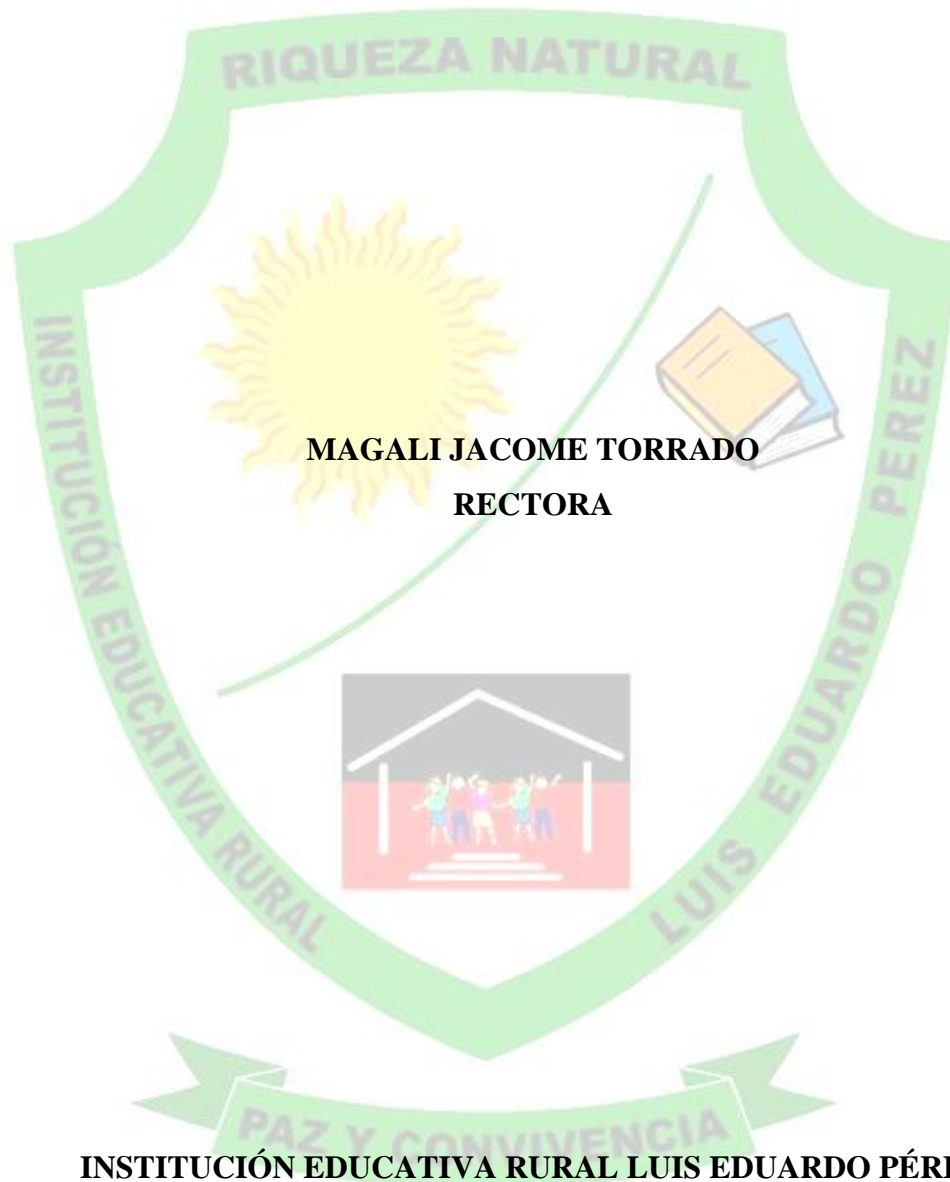 RIQUEZA NATURAL
INSTITUCIÓN EDUCATIVA RURAL
LUIS EDUARDO PEREZ
MAGALI JACOME TORRADO
RECTORA
PAZ Y CONVIVENCIA
INSTITUCIÓN EDUCATIVA RURAL LUIS EDUARDO